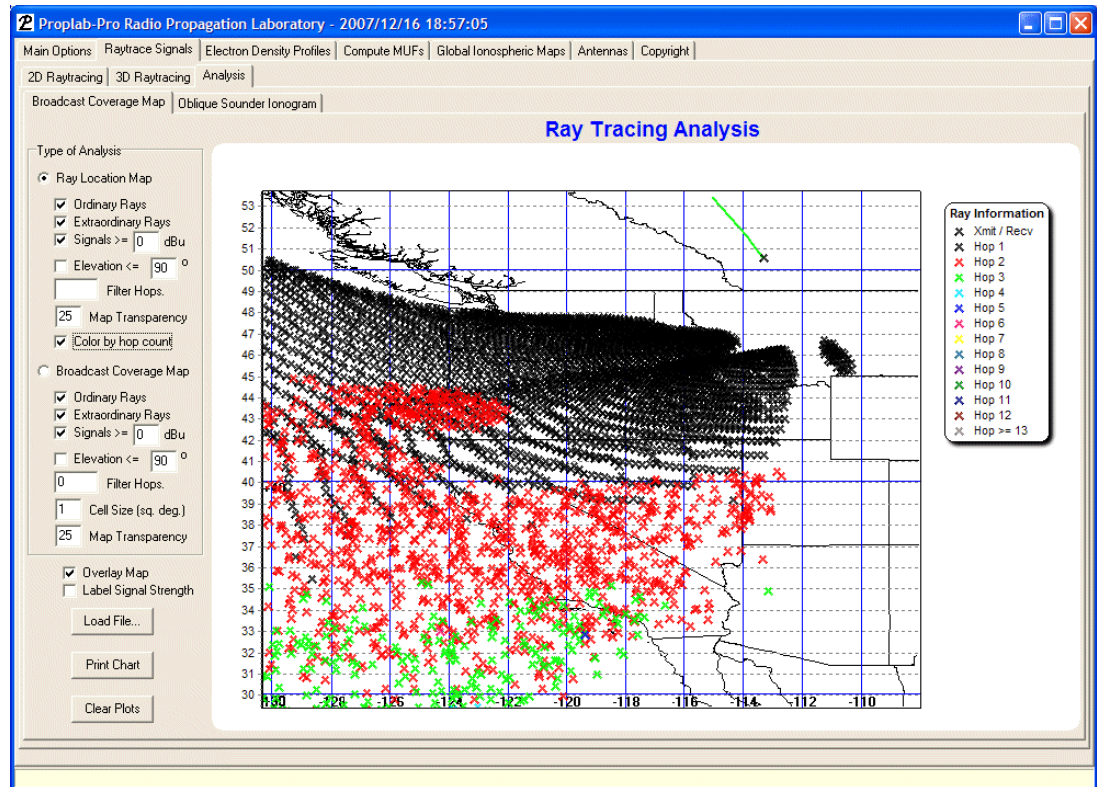 Proplab-Pro Radio Propagation Laboratory - 2007/12/16 18:57:05
Main Options Raytrace Signals Electron Density Profiles Compute MUFs Global Ionospheric Maps Antennas Copyright
2D Raytracing 3D Raytracing Analysis
Broadcast Coverage Map Oblique Sounder Ionogram
Ray Tracing Analysis
Type of Analysis
Ray Location Map
Ordinary Rays
Extraordinary Rays
Signals >= 0 dBu
Elevation <= 90 o
Filter Hops.
25 Map Transparency
Color by hop count
Broadcast Coverage Map
Ordinary Rays
Extraordinary Rays
Signals >= 0 dBu
Elevation <= 90 o
0 Filter Hops.
1 Cell Size (sq. deg.)
25 Map Transparency
Overlay Map
Label Signal Strength
Load File...
Print Chart
Clear Plots
53
52
51
50
49
48
47
46
45
44
43
42
41
40
39
38
37
36
35
34
33
32
31
30
-130 -128 -126 -124 -122 -120 -118 -116 -114 -112 -110
Ray Information
Xmit / Recv
Hop 1
Hop 2
Hop 3
Hop 4
Hop 5
Hop 6
Hop 7
Hop 8
Hop 9
Hop 10
Hop 11
Hop 12
Hop >= 13